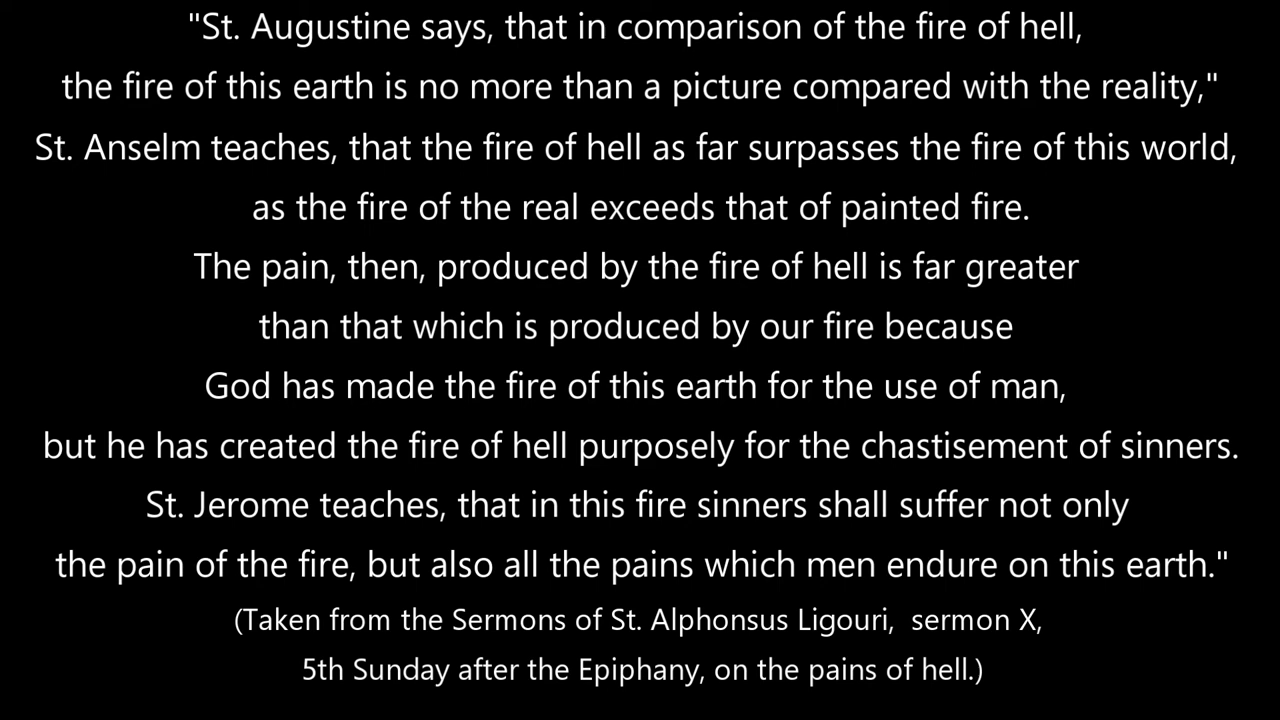 "St. Augustine says, that in comparison of the fire of hell,
the fire of this earth is no more than a picture compared with the reality,"
St. Anselm teaches, that the fire of hell as far surpasses the fire of this world,
as the fire of the real exceeds that of painted fire.
The pain, then, produced by the fire of hell is far greater
than that which is produced by our fire because
God has made the fire of this earth for the use of man,
but he has created the fire of hell purposely for the chastisement of sinners.
St. Jerome teaches, that in this fire sinners shall suffer not only
the pain of the fire, but also all the pains which men endure on this earth."
(Taken from the Sermons of St. Alphonsus Ligouri,  sermon X,
5th Sunday after the Epiphany, on the pains of hell.)